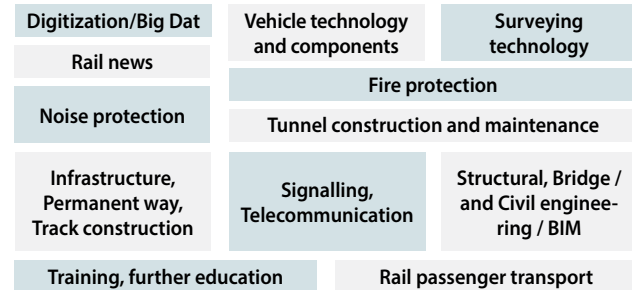 Digitization/Big Dat
Vehicle technology
and components
Surveying
technology
Rail news
Fire protection
Noise protection
Tunnel construction and maintenance
Infrastructure,
Permanent way,
Track construction
Signalling,
Telecommunication
Structural, Bridge /
and Civil enginee-
ring / BIM
Training, further education
Rail passenger transport